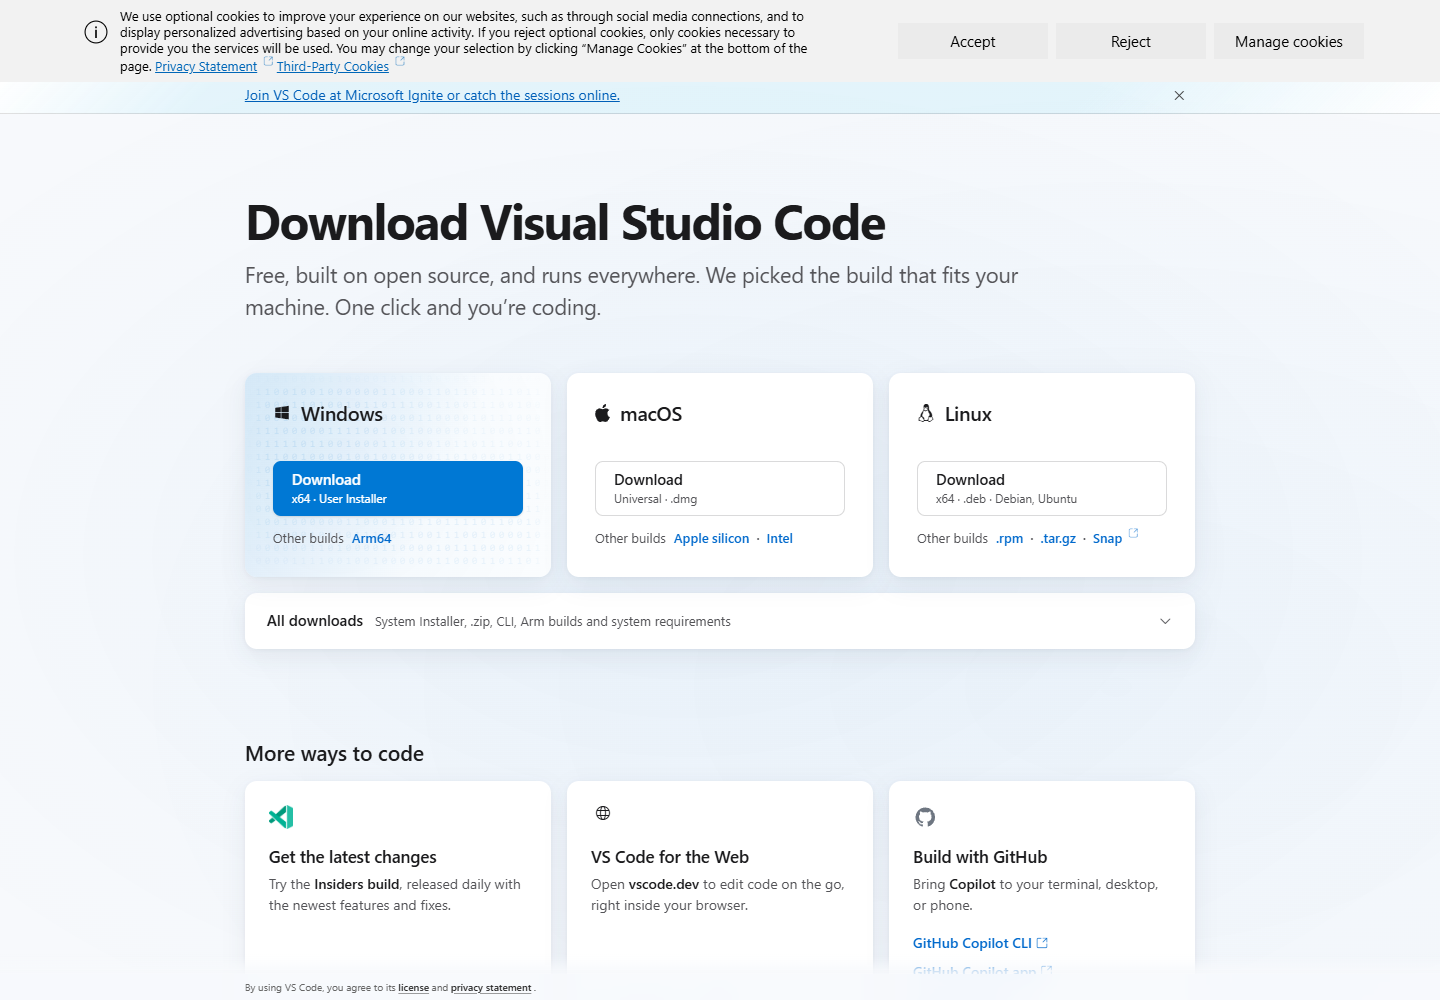 We use optional cookies to improve your experience on our websites, such as through social media connections, and to
display personalized advertising based on your online activity. If you reject optional cookies, only cookies necessary to
provide you the services will be used. You may change your selection by clicking “Manage Cookies” at the bottom of the
page. Privacy Statement Third-Party Cookies
Accept
Reject
Manage cookies
Join VS Code at Microsoft Ignite or catch the sessions online.
Download Visual Studio Code
Free, built on open source, and runs everywhere. We picked the build that fits your
machine. One click and you’re coding.
Windows
Download
x64 · User Installer
Other builds Arm64
macOS
Download
Universal · .dmg
Other builds Apple silicon · Intel
Linux
Download
x64 · .deb · Debian, Ubuntu
Other builds .rpm · .tar.gz · Snap
All downloads System Installer, .zip, CLI, Arm builds and system requirements
More ways to code
Get the latest changes
Try the Insiders build, released daily with
the newest features and fixes.
VS Code for the Web
Open vscode.dev to edit code on the go,
right inside your browser.
Build with GitHub
Bring Copilot to your terminal, desktop,
or phone.
GitHub Copilot CLI
GitHub Copilot app
By using VS Code, you agree to its license and privacy statement .